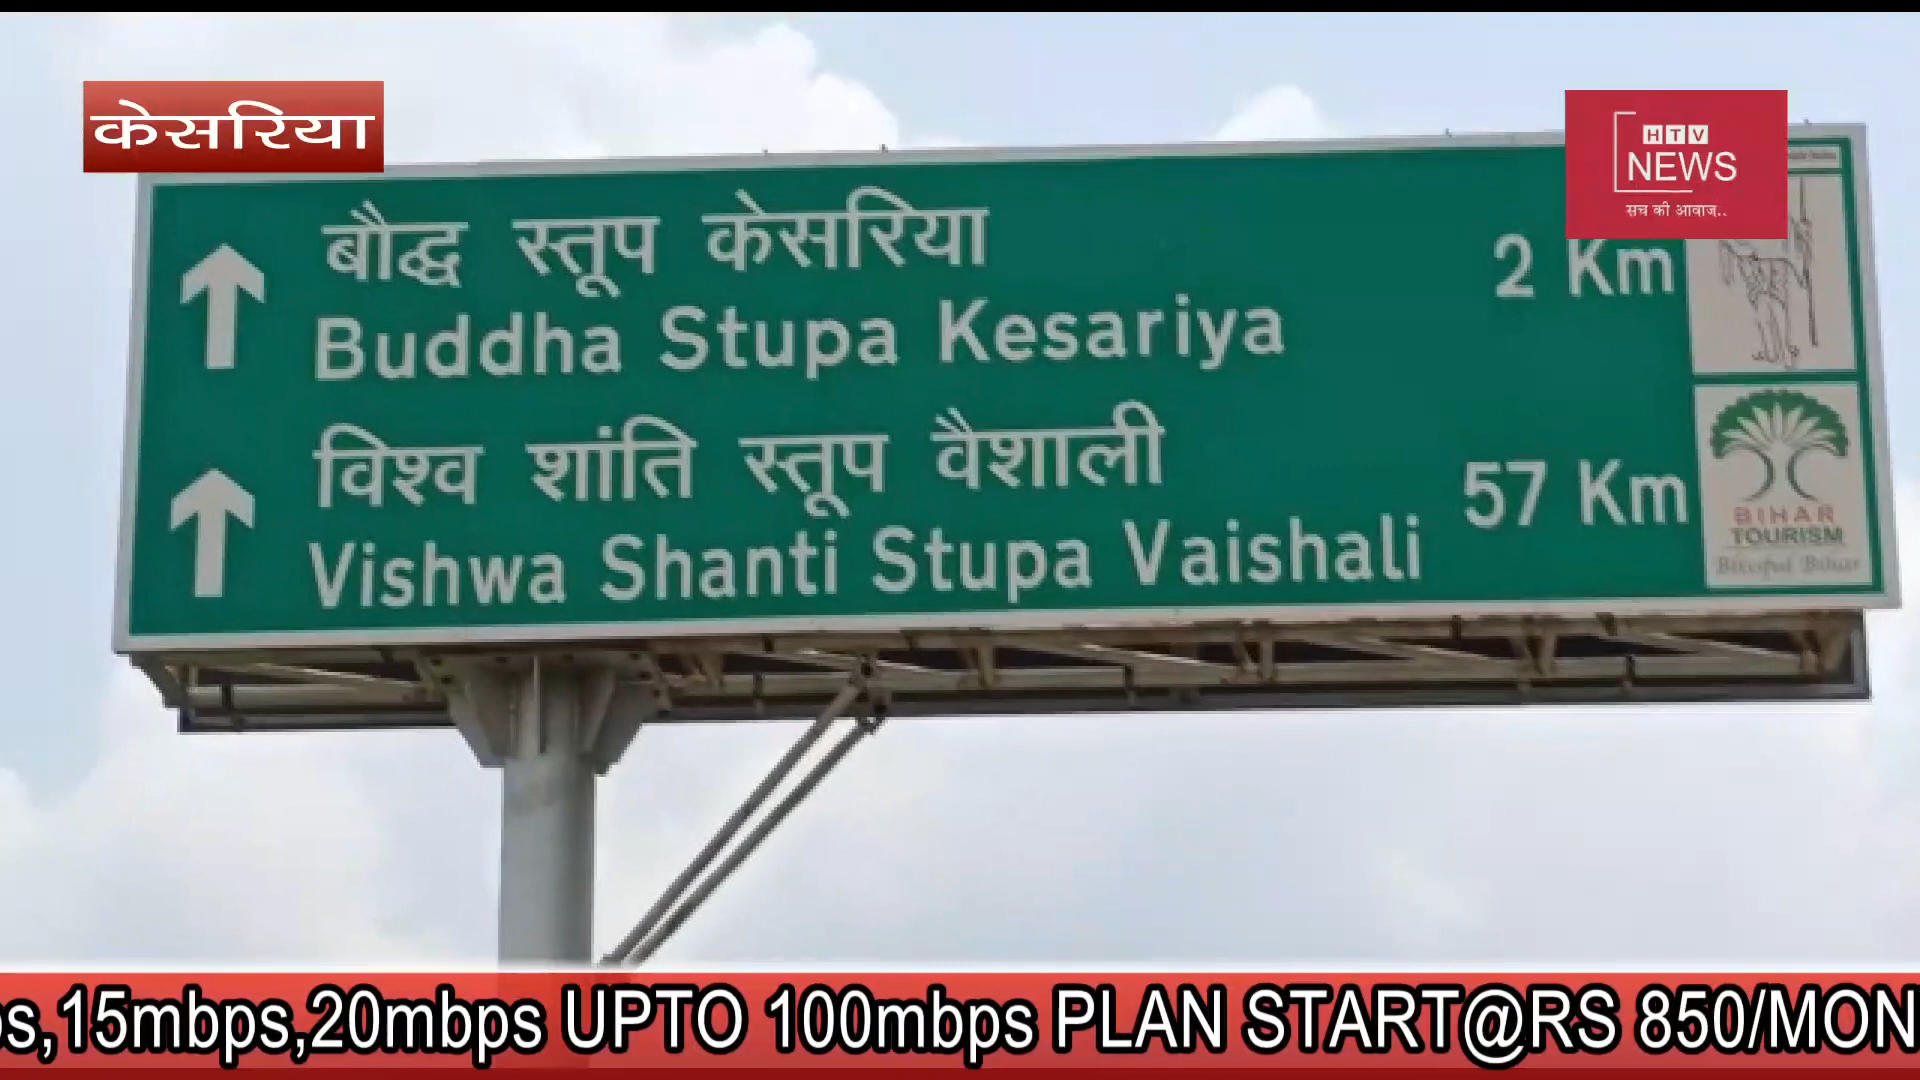 केसरिया
HTV
NEWS
सच की आवाज..
बौद्ध स्तूप केसरिया
2 Km
Buddha Stupa Kesariya
विश्व शांति स्तूप वैशाली
57 Km
Vishwa Shanti Stupa Vaishali
BIHAR
TOURISM
Blissful Bihar
ps,15mbps,20mbps UPTO 100mbps PLAN START@RS 850/MON